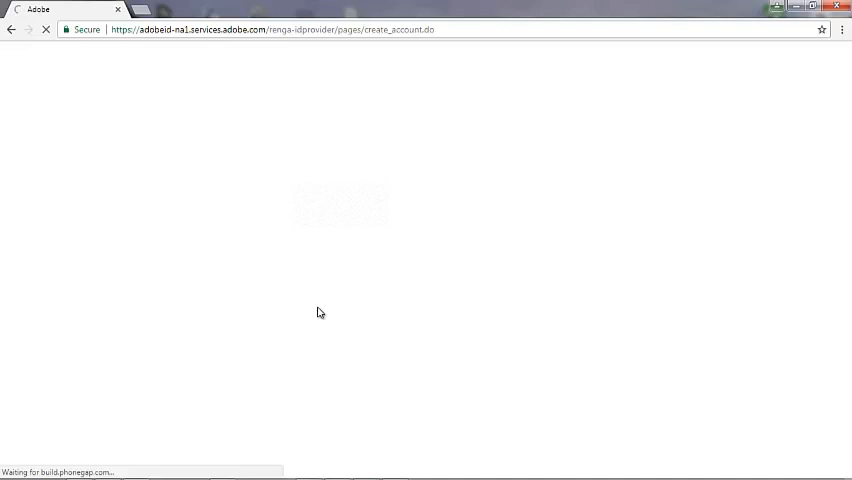 Adobe
Secure https://adobeid-na1.services.adobe.com/renga-idprovider/pages/create_account.do
Waiting for build.phonegap.com...